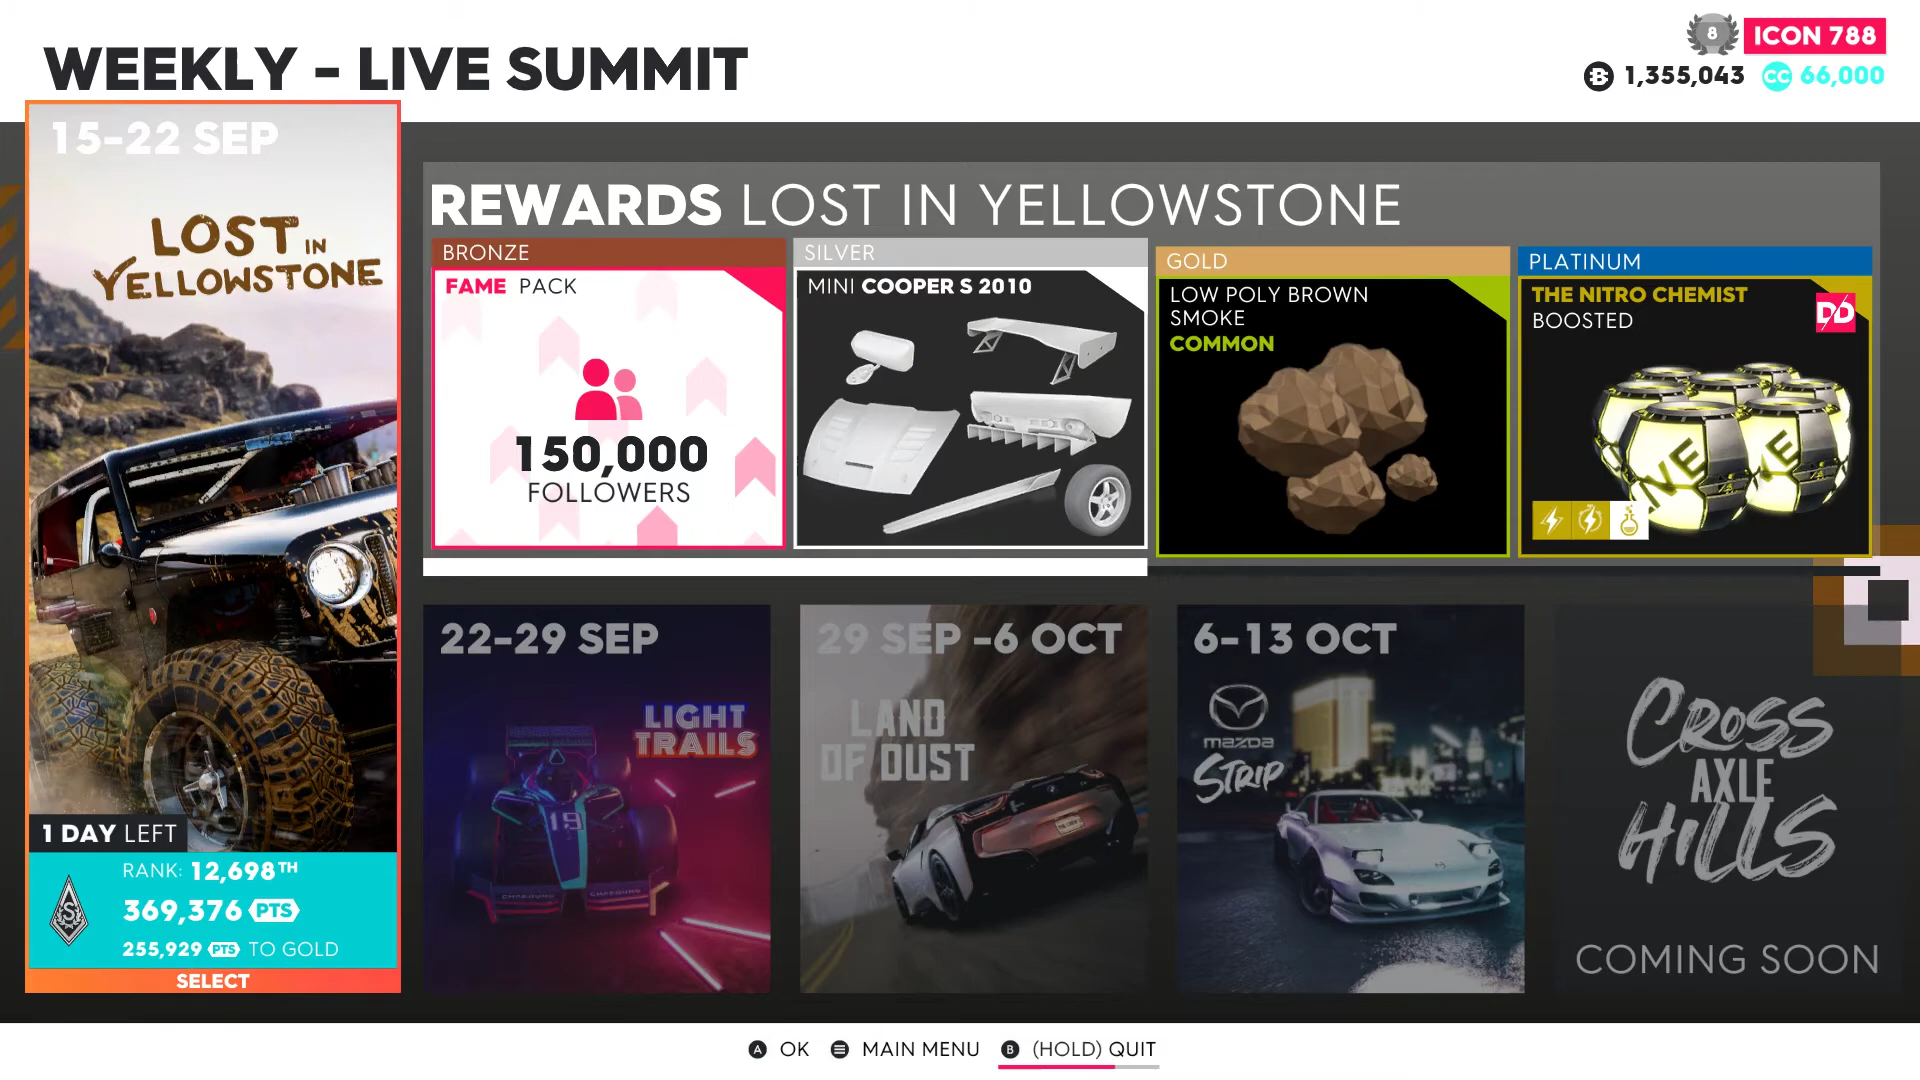 WEEKLY - LIVE SUMMIT
8
ICON 788
1,355,043
CC 66,000
15-22 SEP
LOST IN
YELLOWSTONE
1 DAY LEFT
RANK: 12,698TH
369,376 PTS
255,929 PTS TO GOLD
SELECT
REWARDS LOST IN YELLOWSTONE
BRONZE
FAME PACK
150,000
FOLLOWERS
SILVER
MINI COOPER S 2010
GOLD
LOW POLY BROWN
SMOKE
COMMON
PLATINUM
THE NITRO CHEMIST
BOOSTED
DD
LIVE
22-29 SEP
LIGHT
TRAILS
19
29 SEP -6 OCT
LAND
OF DUST
6-13 OCT
mazda
STRIP
CROSS
AXLE
HILLS
COMING SOON
A OK
MAIN MENU
B (HOLD) QUIT